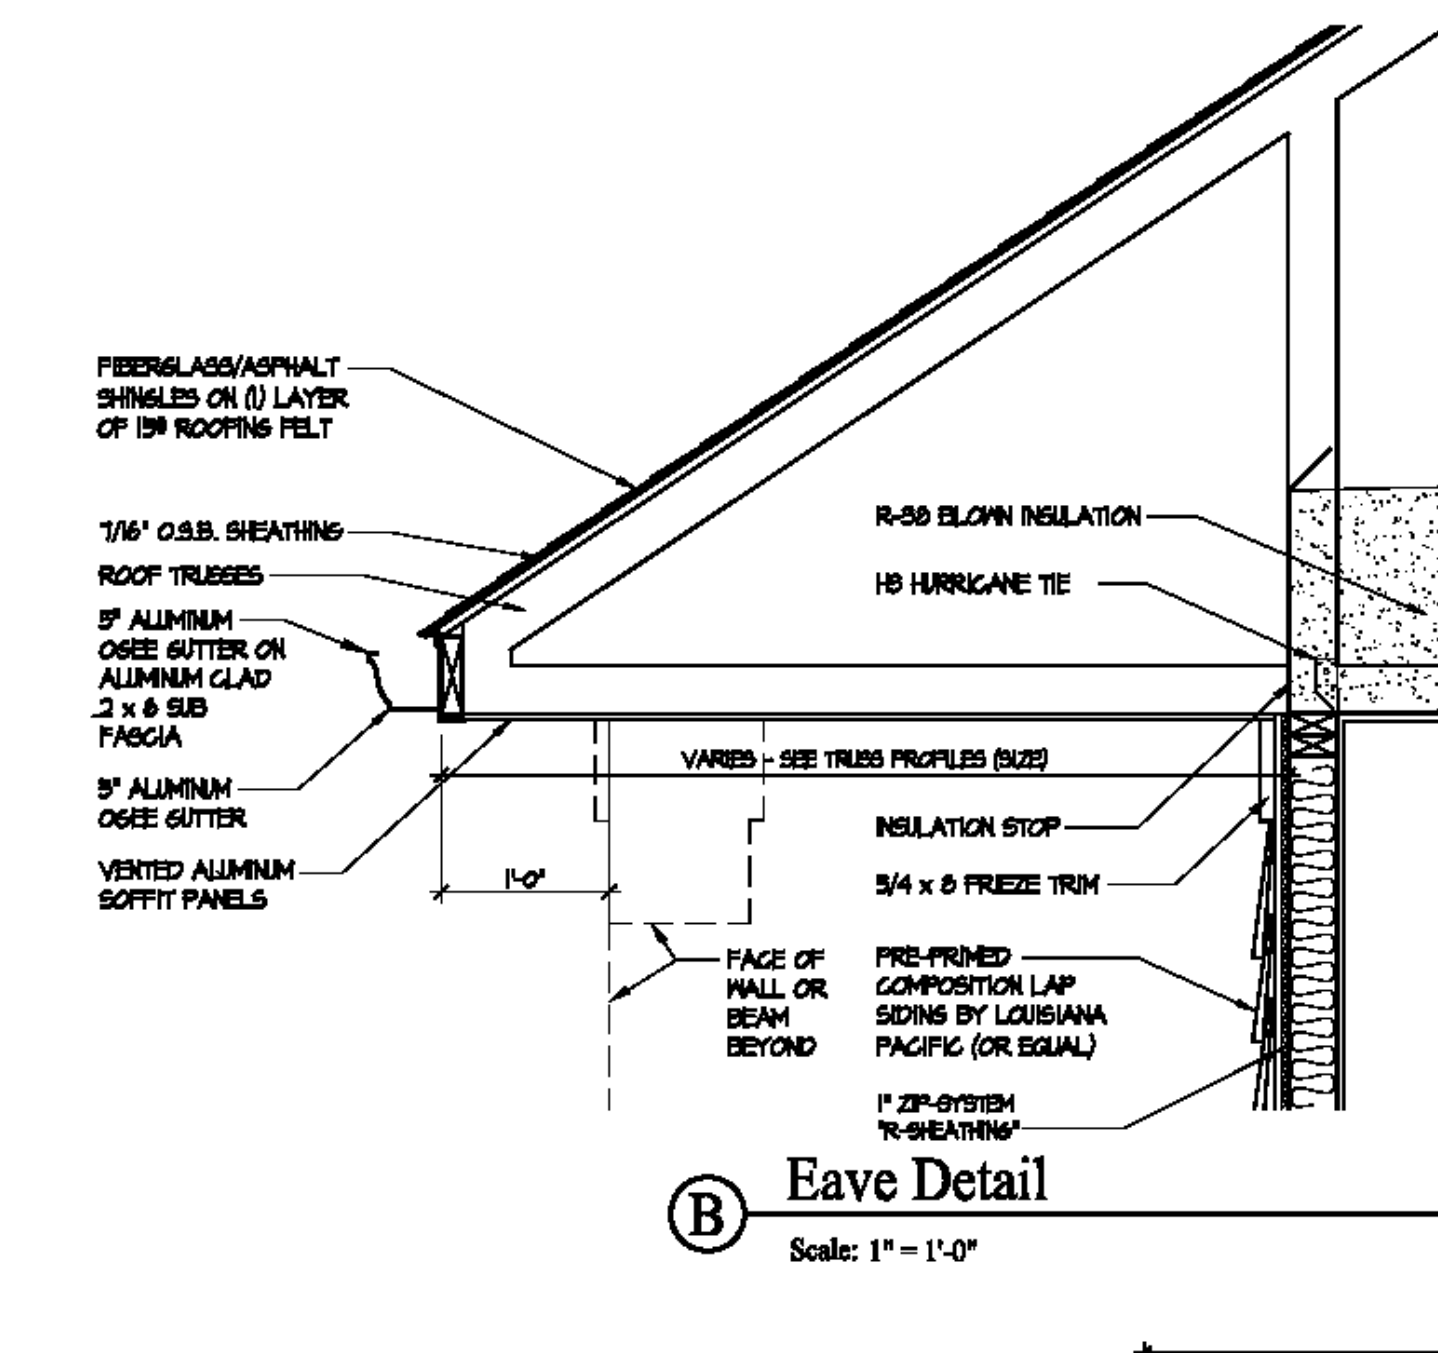 FIBERGLASS/ASPHALT
SHINGLES ON (1) LAYER
OF 15# ROOFING FELT
7/16" O.S.B. SHEATHING
ROOF TRUSSES
5" ALUMINUM
OGEE GUTTER ON
ALUMINUM CLAD
2 x 6 SUB
FASCIA
5" ALUMINUM
OGEE GUTTER
VENTED ALUMINUM
SOFFIT PANELS
R-38 BLOWN INSULATION
HURRICANE TIE
VARIES - SEE TRUSS PROFILES (SIZE)
INSULATION STOP
1'-0"
5/4 x 8 FRIEZE TRIM
FACE OF
WALL OR
BEAM
BEYOND
PRE-PRIMED
COMPOSITION LAP
SIDING BY LOUISIANA
PACIFIC (OR EQUAL)
1" ZIP-SYSTEM
"R-SHEATHING"
B
Eave Detail
Scale: 1" = 1'-0"